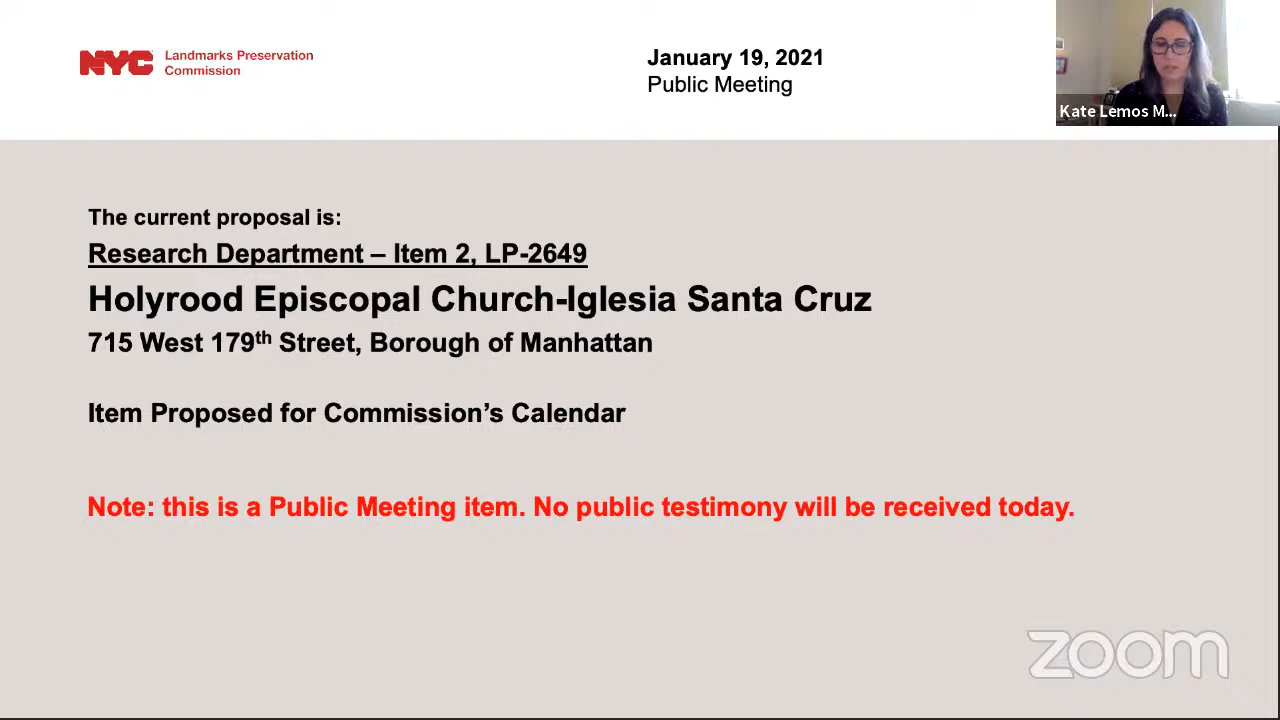 NYC
Landmarks Preservation
Commission
January 19, 2021
Public Meeting
Kate Lemos M...
The current proposal is:
Research Department – Item 2, LP-2649
Holyrood Episcopal Church-Iglesia Santa Cruz
715 West 179th Street, Borough of Manhattan
Item Proposed for Commission’s Calendar
Note: this is a Public Meeting item. No public testimony will be received today.
zoom